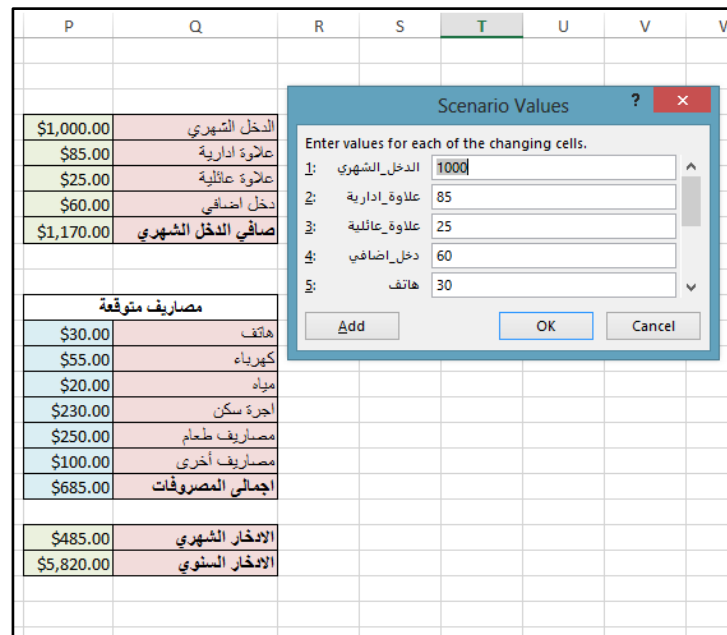 P Q R S T U V
الدخل الشهري $1,000.00
علاوة ادارية $85.00
علاوة عائلية $25.00
دخل اضافي $60.00
صافي الدخل الشهري $1,170.00
مصاريف متوقعة
هاتف $30.00
كهرباء $55.00
مياه $20.00
اجرة سكن $230.00
مصاريف طعام $250.00
مصاريف أخرى $100.00
اجمالي المصروفات $685.00
الادخار الشهري $485.00
الادخار السنوي $5,820.00
Scenario Values ?
Enter values for each of the changing cells.
1: الدخل_الشهري 1000
2: علاوة_ادارية 85
3: علاوة_عائلية 25
4: دخل_اضافي 60
5: هاتف 30
Add OK Cancel